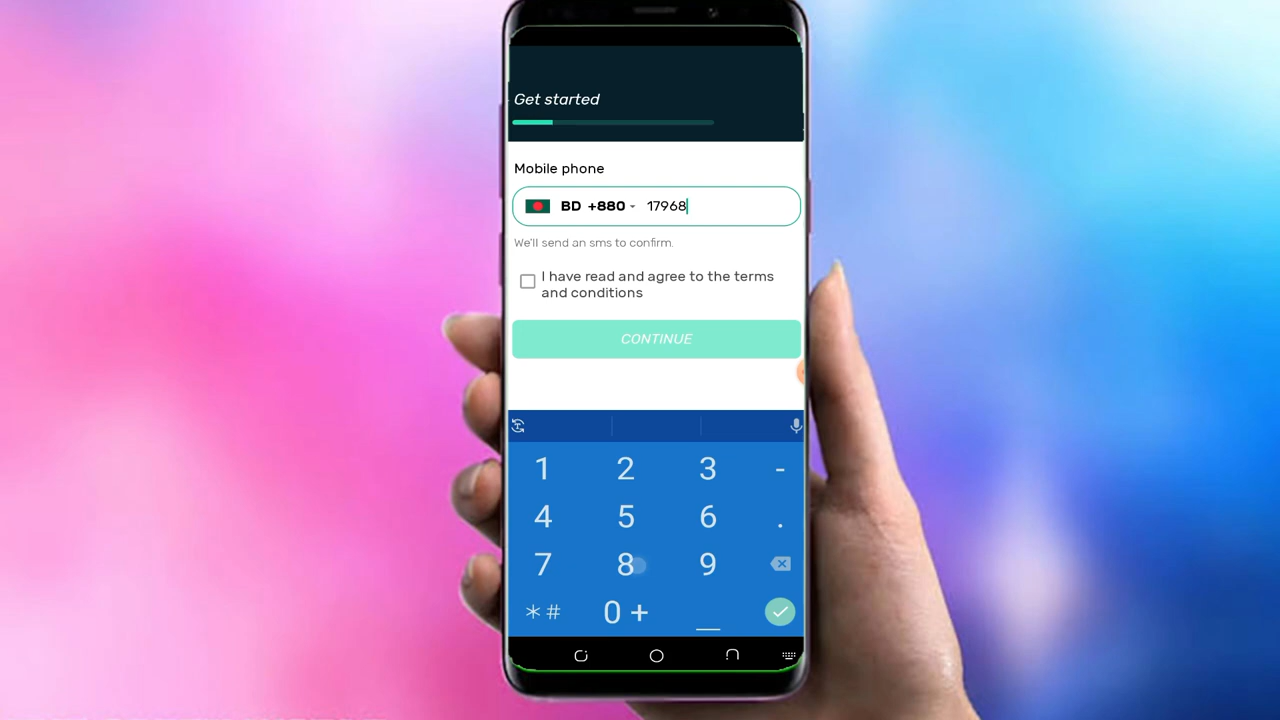 Get started
Mobile phone
BD +880 17968
We'll send an sms to confirm.
I have read and agree to the terms
and conditions
CONTINUE
1 2 3 -
4 5 6 .
7 8 9
*# 0 + _